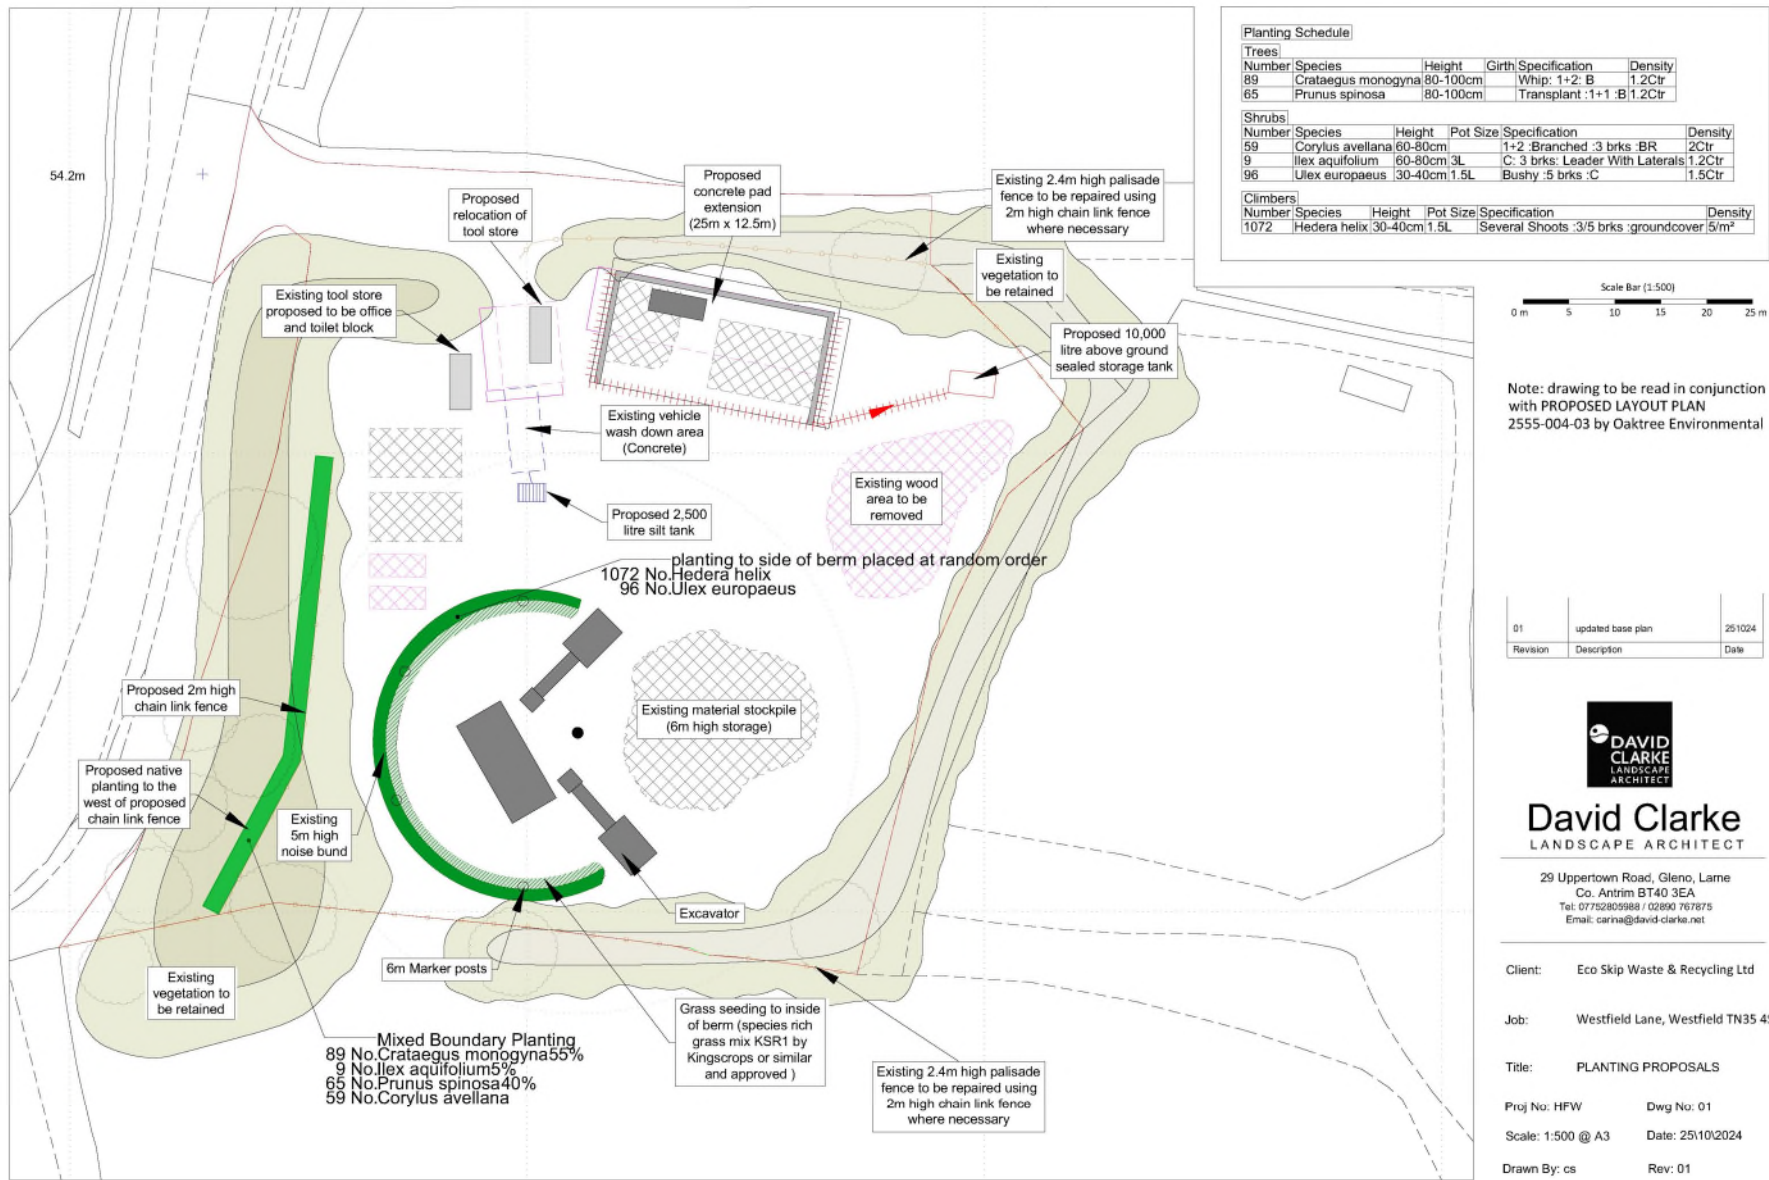 Planting Schedule
Trees
Number Species Height Girth Specification Density
89 Crataegus monogyna 80-100cm Whip: 1+2: B 1.2Ctr
65 Prunus spinosa 80-100cm Transplant :1+1 :B 1.2Ctr
Shrubs
Number Species Height Pot Size Specification Density
59 Corylus avellana 60-80cm 1+2 :Branched :3 brks :BR 2Ctr
9 Ilex aquifolium 60-80cm 3L C: 3 brks: Leader With Laterals 1.2Ctr
96 Ulex europaeus 30-40cm 1.5L Bushy :5 brks :C 1.5Ctr
Climbers
Number Species Height Pot Size Specification Density
1072 Hedera helix 30-40cm 1.5L Several Shoots :3/5 brks :groundcover 5/m²
54.2m
Proposed
relocation of
tool store
Proposed
concrete pad
extension
(25m x 12.5m)
Existing 2.4m high palisade
fence to be repaired using
2m high chain link fence
where necessary
Existing
vegetation to
be retained
Existing tool store
proposed to be office
and toilet block
Proposed 10,000
litre above ground
sealed storage tank
Existing vehicle
wash down area
(Concrete)
Existing wood
area to be
removed
Proposed 2,500
litre silt tank
planting to side of berm placed at random order
1072 No.Hedera helix
96 No.Ulex europaeus
Proposed 2m high
chain link fence
Existing material stockpile
(6m high storage)
Proposed native
planting to the
west of proposed
chain link fence
Existing
5m high
noise bund
Excavator
6m Marker posts
Existing
vegetation to
be retained
Grass seeding to inside
of berm (species rich
grass mix KSR1 by
Kingscrops or similar
and approved )
Mixed Boundary Planting
89 No.Crataegus monogyna55%
9 No.Ilex aquifolium5%
65 No.Prunus spinosa40%
59 No.Corylus avellana
Existing 2.4m high palisade
fence to be repaired using
2m high chain link fence
where necessary
Scale Bar (1:500)
0 m 5 10 15 20 25 m
Note: drawing to be read in conjunction
with PROPOSED LAYOUT PLAN
2555-004-03 by Oaktree Environmental
01 updated base plan 251024
Revision Description Date
DAVID
CLARKE
LANDSCAPE
ARCHITECT
David Clarke
LANDSCAPE ARCHITECT
29 Uppertown Road, Gleno, Larne
Co. Antrim BT40 3EA
Tel: 07752805988 / 02890 767875
Email: carina@david-clarke.net
Client: Eco Skip Waste & Recycling Ltd
Job: Westfield Lane, Westfield TN35
Title: PLANTING PROPOSALS
Proj No: HFW Dwg No: 01
Scale: 1:500 @ A3 Date: 25\10\2024
Drawn By: cs Rev: 01